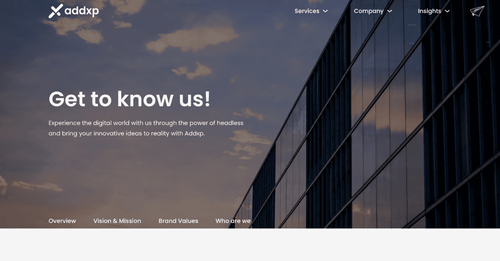 addxp
Services
Company
Insights
Get to know us!
Experience the digital world with us through the power of headless
and bring your innovative ideas to reality with Addxp.
Overview
Vision & Mission
Brand Values
Who are we